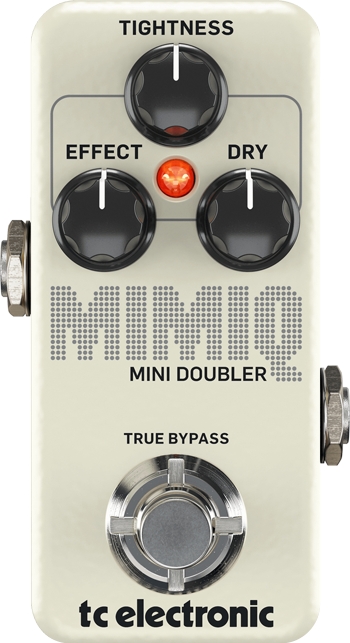 TIGHTNESS
EFFECT DRY
MIMIQ
MINI DOUBLER
TRUE BYPASS
tc electronic